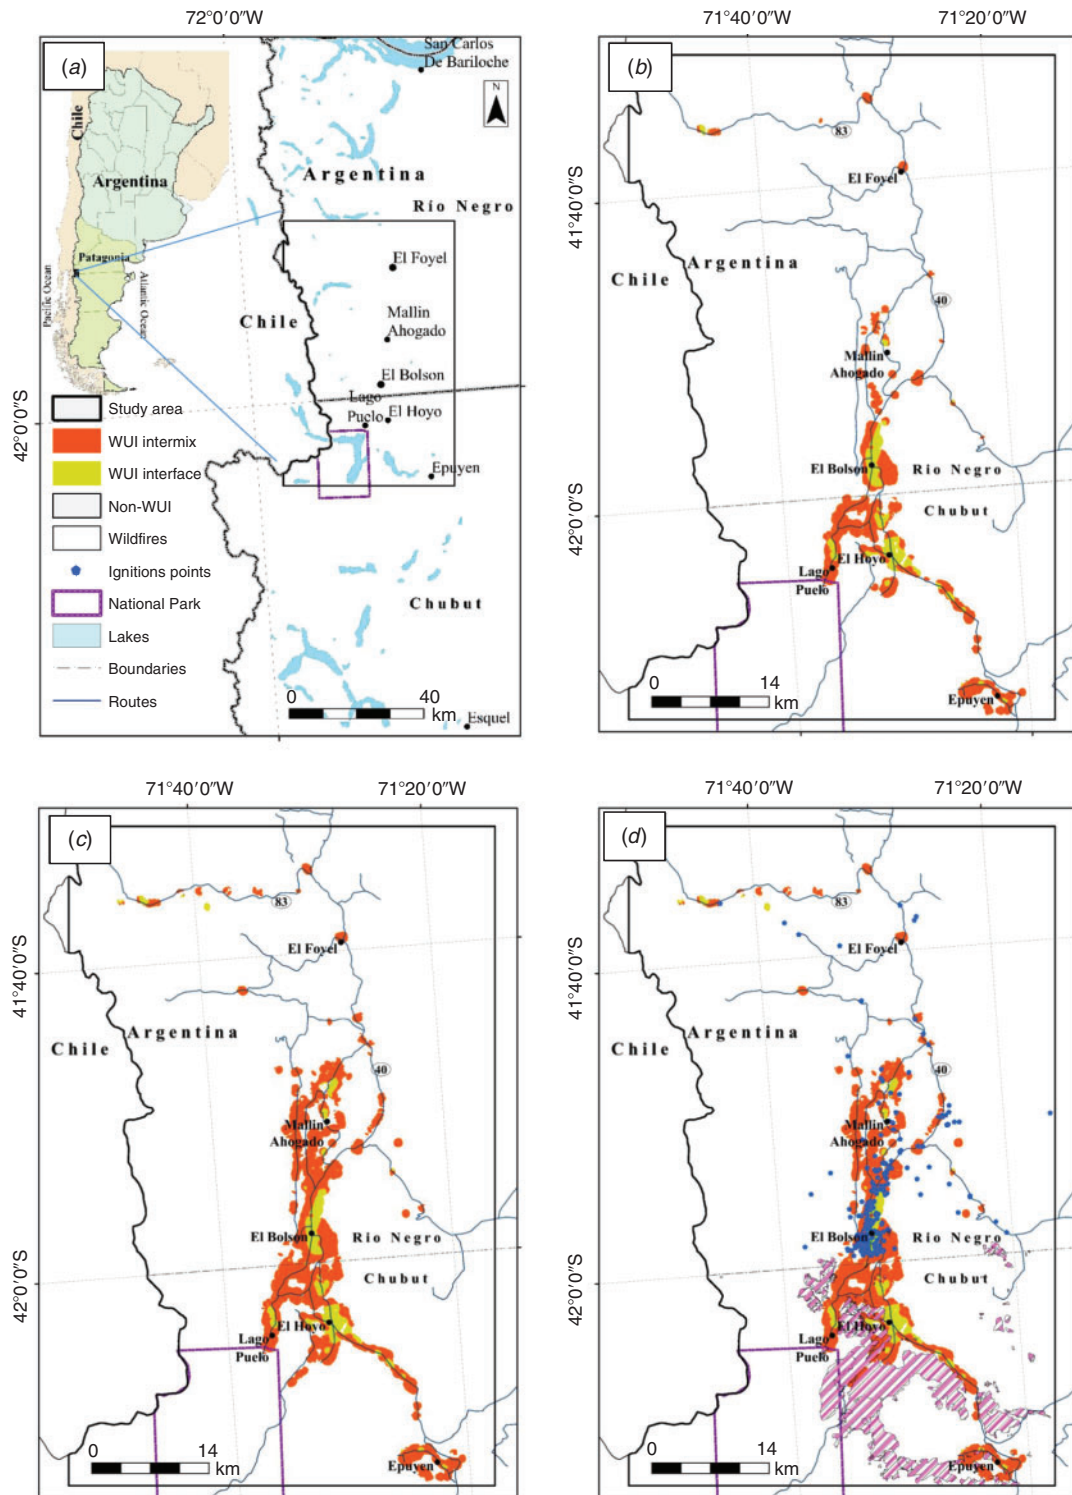 72°0′0″W
(a)
San Carlos
De Bariloche
N
Chile
Argentina
Argentina
Río Negro
Patagonia
Pacific Ocean
Atlantic Ocean
El Foyel
Mallin
Ahogado
Chile
El Bolson
Lago
Puelo
El Hoyo
Epuyen
42°0′0″S
Study area
WUI intermix
WUI interface
Non-WUI
Wildfires
Ignitions points
National Park
Lakes
Boundaries
Routes
Chubut
0 40
km
Esquel
71°40′0″W 71°20′0″W
(b)
83
El Foyel
41°40′0″S
Chile
Argentina
40
Mallin
Ahogado
El Bolson
Río Negro
Chubut
42°0′0″S
El Hoyo
Lago
Puelo
0 14
km
Epuyen
71°40′0″W 71°20′0″W
(c)
83
El Foyel
41°40′0″S
Argentina
Chile
40
Mallin
Ahogado
El Bolson
Río Negro
Chubut
42°0′0″S
El Hoyo
Lago
Puelo
0 14
km
Epuyen
71°40′0″W 71°20′0″W
(d)
83
El Foyel
41°40′0″S
Argentina
Chile
40
Mallin
Ahogado
El Bolson
Río Negro
Chubut
42°0′0″S
El Hoyo
Lago
Puelo
0 14
km
Epuyen